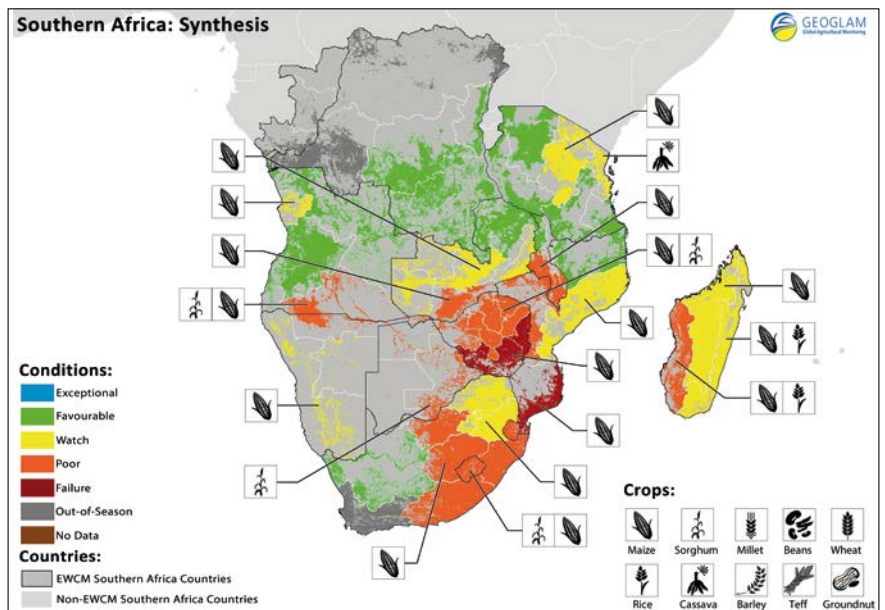 Southern Africa: Synthesis
GEOGLAM
Global Agricultural Monitoring
Conditions:
Exceptional
Favourable
Watch
Poor
Failure
Out-of-Season
No Data
Countries:
EWCM Southern Africa Countries
Non-EWCM Southern Africa Countries
Crops:
Maize
Sorghum
Millet
Beans
Wheat
Rice
Cassava
Barley
Teff
Groundnut